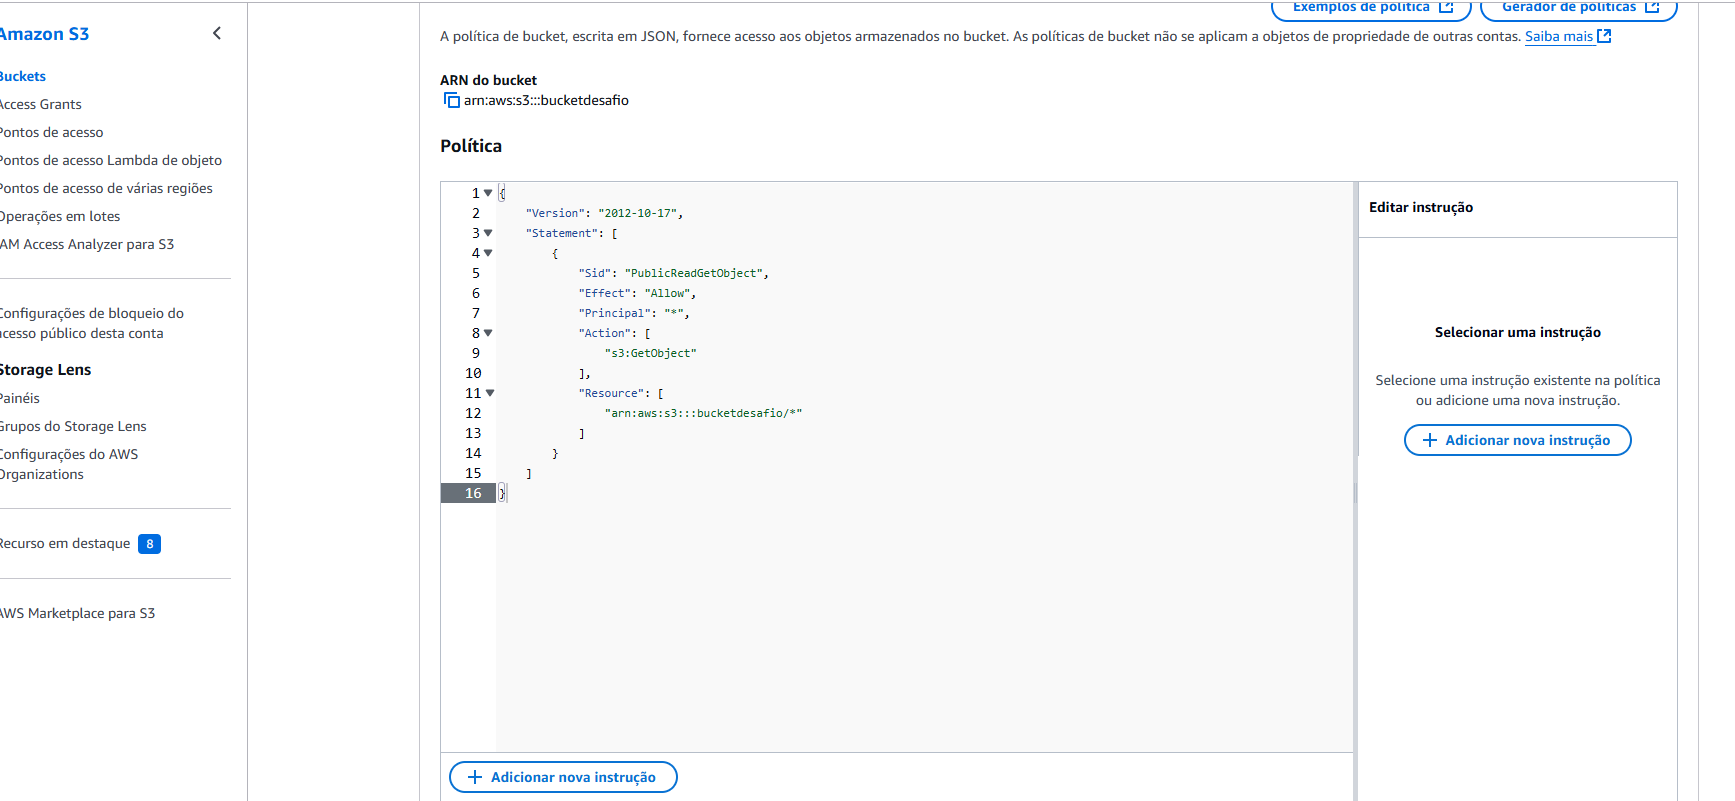 Amazon S3
Buckets
Access Grants
Pontos de acesso
Pontos de acesso Lambda de objeto
Pontos de acesso de várias regiões
Operações em lotes
IAM Access Analyzer para S3
Configurações de bloqueio do
acesso público desta conta
Storage Lens
Painéis
Grupos do Storage Lens
Configurações do AWS
Organizations
Recurso em destaque 8
AWS Marketplace para S3
Exemplos de política
Gerador de políticas
A política de bucket, escrita em JSON, fornece acesso aos objetos armazenados no bucket. As políticas de bucket não se aplicam a objetos de propriedade de outras contas. Saiba mais
ARN do bucket
arn:aws:s3:::bucketdesafio
Política
1 {
2 "Version": "2012-10-17",
3 "Statement": [
4 {
5 "Sid": "PublicReadGetObject",
6 "Effect": "Allow",
7 "Principal": "*",
8 "Action": [
9 "s3:GetObject"
10 ],
11 "Resource": [
12 "arn:aws:s3:::bucketdesafio/*"
13 ]
14 }
15 ]
16 }
+ Adicionar nova instrução
Editar instrução
Selecionar uma instrução
Selecione uma instrução existente na política
ou adicione uma nova instrução.
+ Adicionar nova instrução